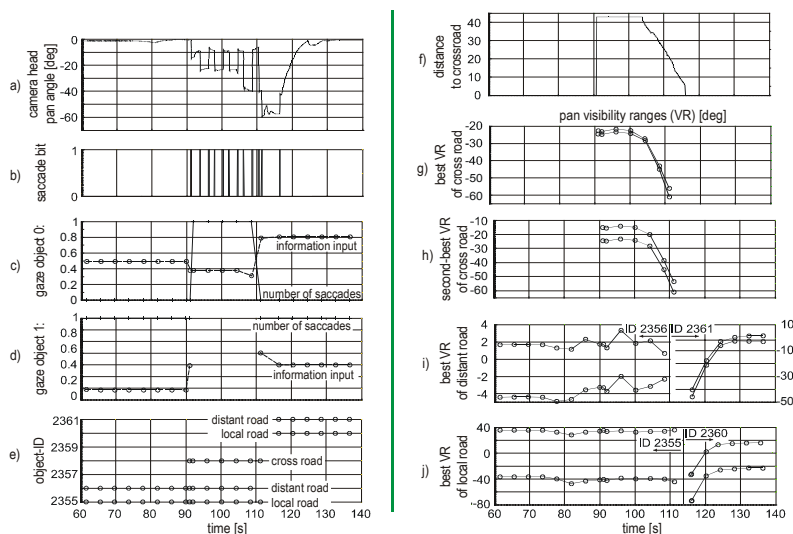 a)
camera head
pan angle [deg]
0
-20
-40
-60
b)
saccade bit
1
0
c)
gaze object 0:
1
0.8
0.6
0.4
0.2
0
information input
number of saccades
d)
gaze object 1:
1
0.8
0.6
0.4
0.2
0
number of saccades
information input
e)
object-ID
2361
2359
2357
2355
distant road
local road
cross road
distant road
local road
60 70 80 90 100 110 120 130 140
time [s]
f)
distance
to crossroad
40
30
20
10
0
pan visibility ranges (VR) [deg]
g)
best VR
of cross road
-20
-30
-40
-50
-60
h)
second-best VR
of cross road
-10
-20
-30
-40
-50
-60
i)
best VR
of distant road
4
2
0
-2
-4
ID 2356
ID 2361
10
-10
-30
-50
j)
best VR
of local road
40
0
-40
-80
ID 2355
ID 2360
60 70 80 90 100 110 120 130 140
time [s]